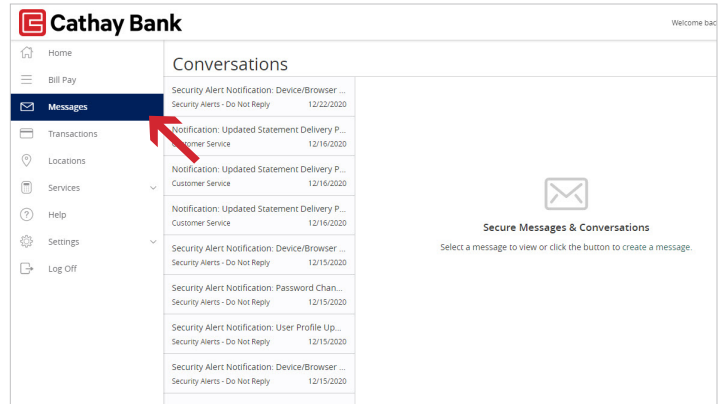 Cathay Bank
Welcome bac
Home
Bill Pay
Messages
Transactions
Locations
Services
Help
Settings
Log Off
Conversations
Security Alert Notification: Device/Browser ...
Security Alerts - Do Not Reply 12/22/2020
Notification: Updated Statement Delivery P...
Customer Service 12/16/2020
Notification: Updated Statement Delivery P...
Customer Service 12/16/2020
Notification: Updated Statement Delivery P...
Customer Service 12/16/2020
Security Alert Notification: Device/Browser ...
Security Alerts - Do Not Reply 12/15/2020
Security Alert Notification: Password Chan...
Security Alerts - Do Not Reply 12/15/2020
Security Alert Notification: User Profile Up...
Security Alerts - Do Not Reply 12/15/2020
Security Alert Notification: Device/Browser ...
Security Alerts - Do Not Reply 12/15/2020
Secure Messages & Conversations
Select a message to view or click the button to create a message.